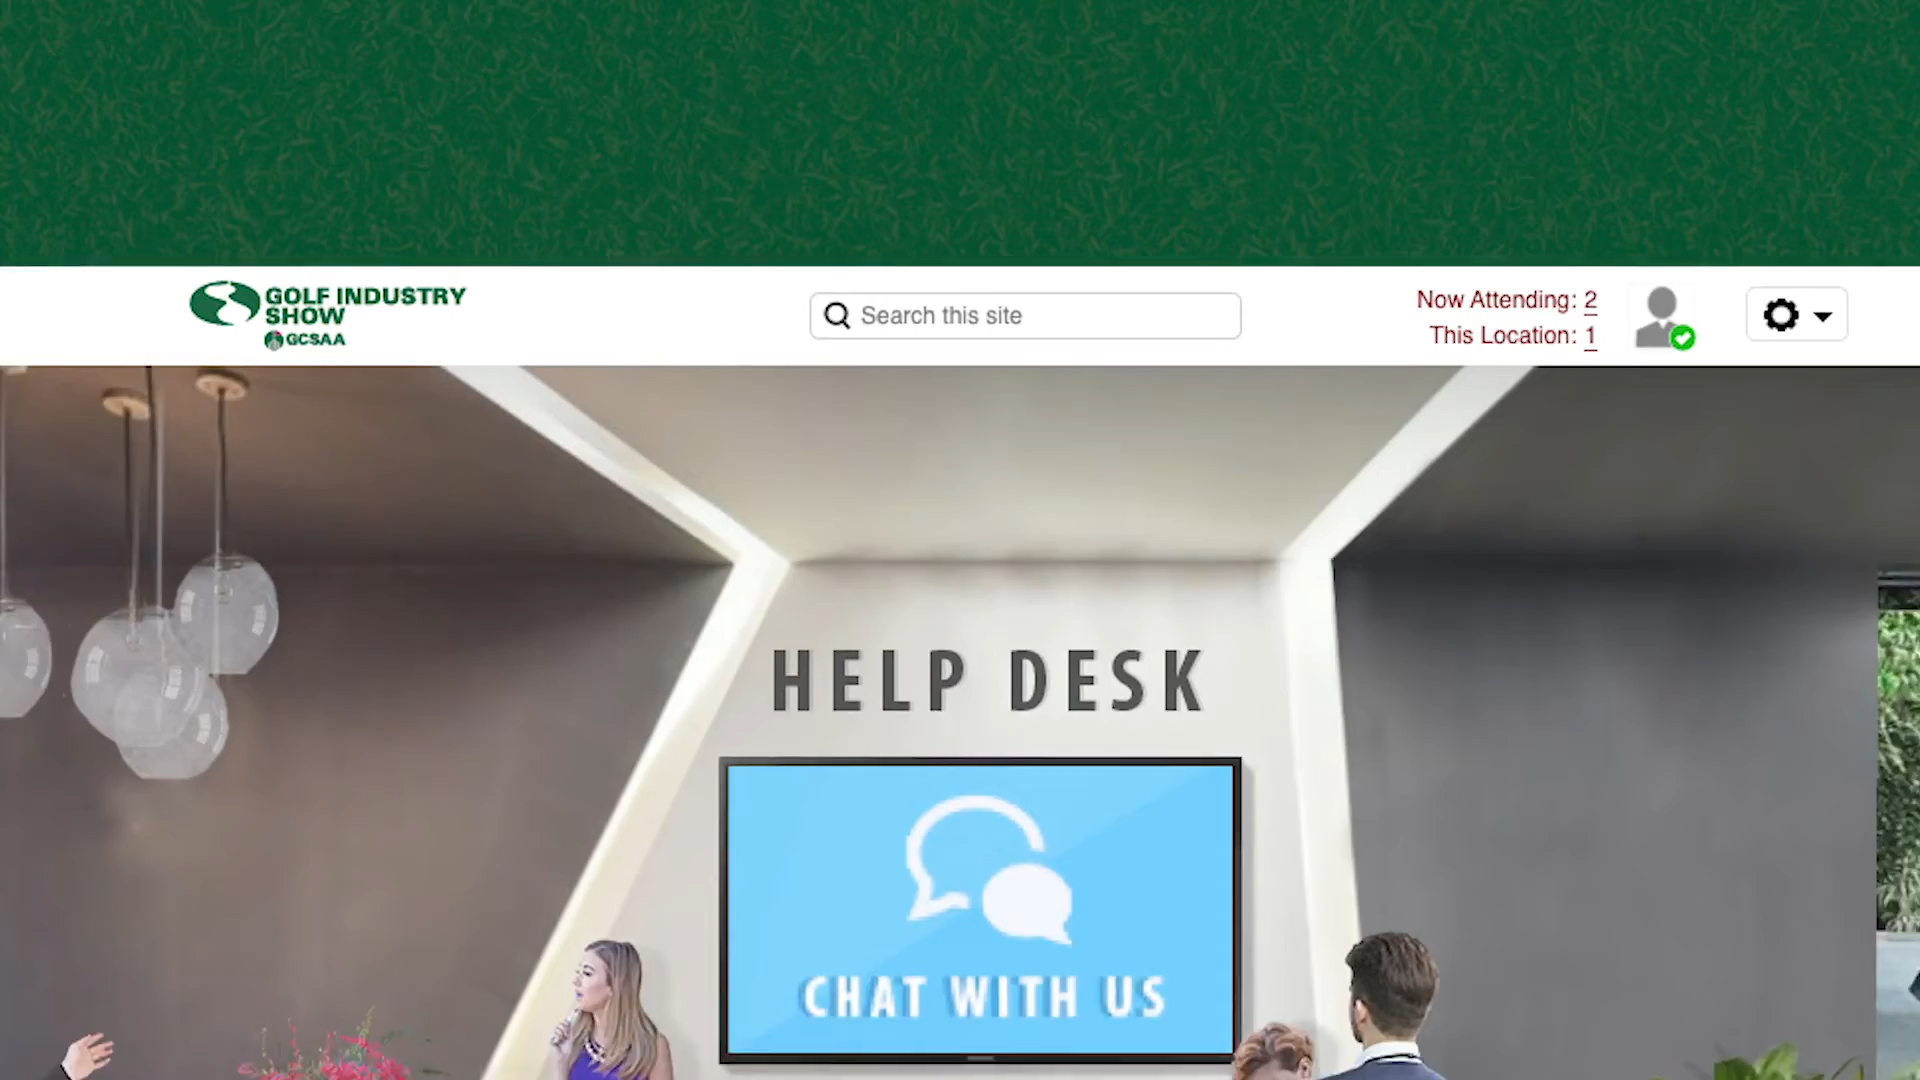 GOLF INDUSTRY
SHOW
GCSAA
Search this site
Now Attending: 2
This Location: 1
HELP DESK
CHAT WITH US